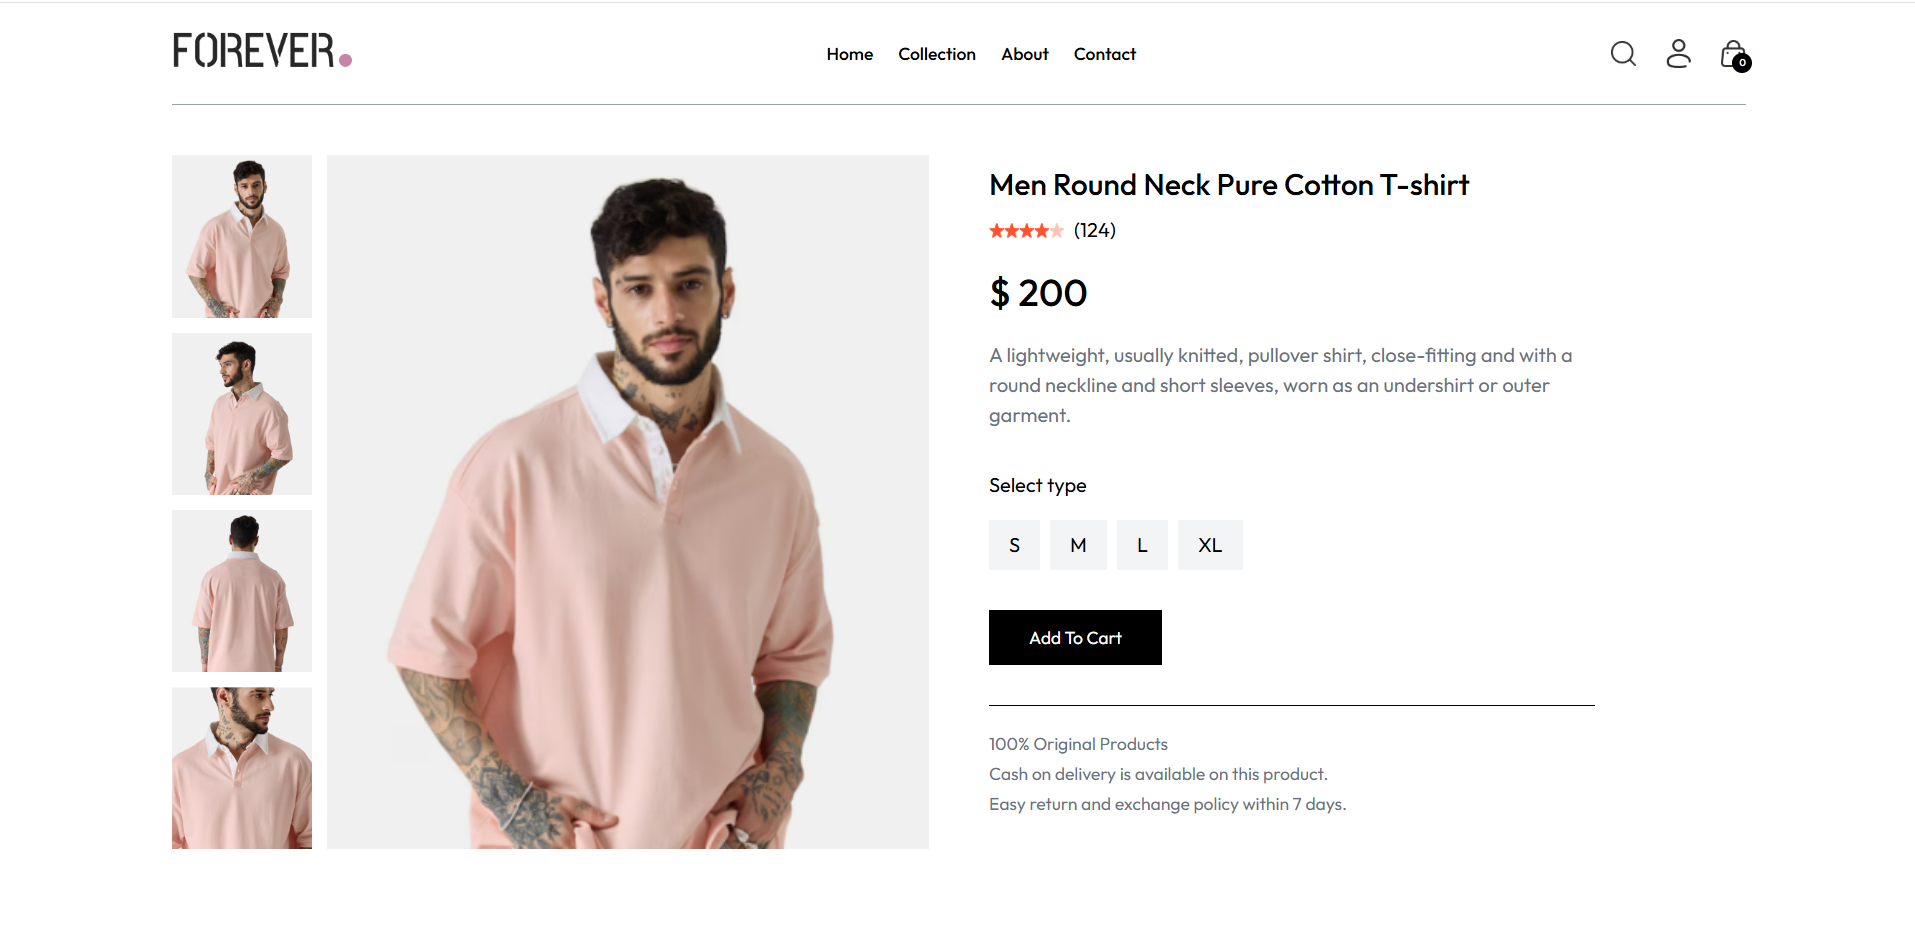 FOREVER.
Home Collection About Contact
0
Men Round Neck Pure Cotton T-shirt
(124)
$ 200
A lightweight, usually knitted, pullover shirt, close-fitting and with a
round neckline and short sleeves, worn as an undershirt or outer
garment.
Select type
S M L XL
Add To Cart
100% Original Products
Cash on delivery is available on this product.
Easy return and exchange policy within 7 days.